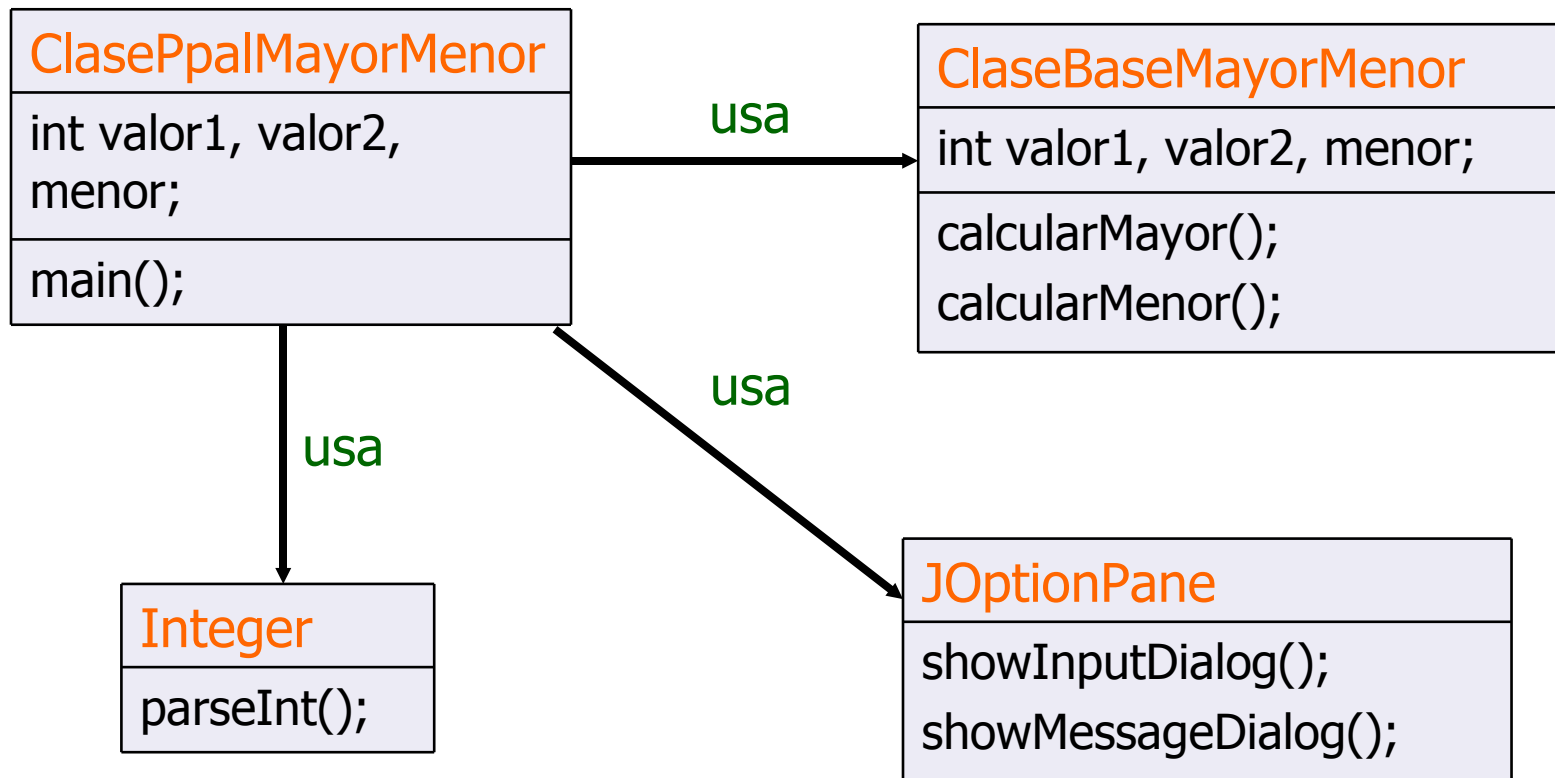 ClasePpalMayorMenor
int valor1, valor2,
menor;
main();
usa
ClaseBaseMayorMenor
int valor1, valor2, menor;
calcularMayor();
calcularMenor();
usa
usa
Integer
parseInt();
JOptionPane
showInputDialog();
showMessageDialog();